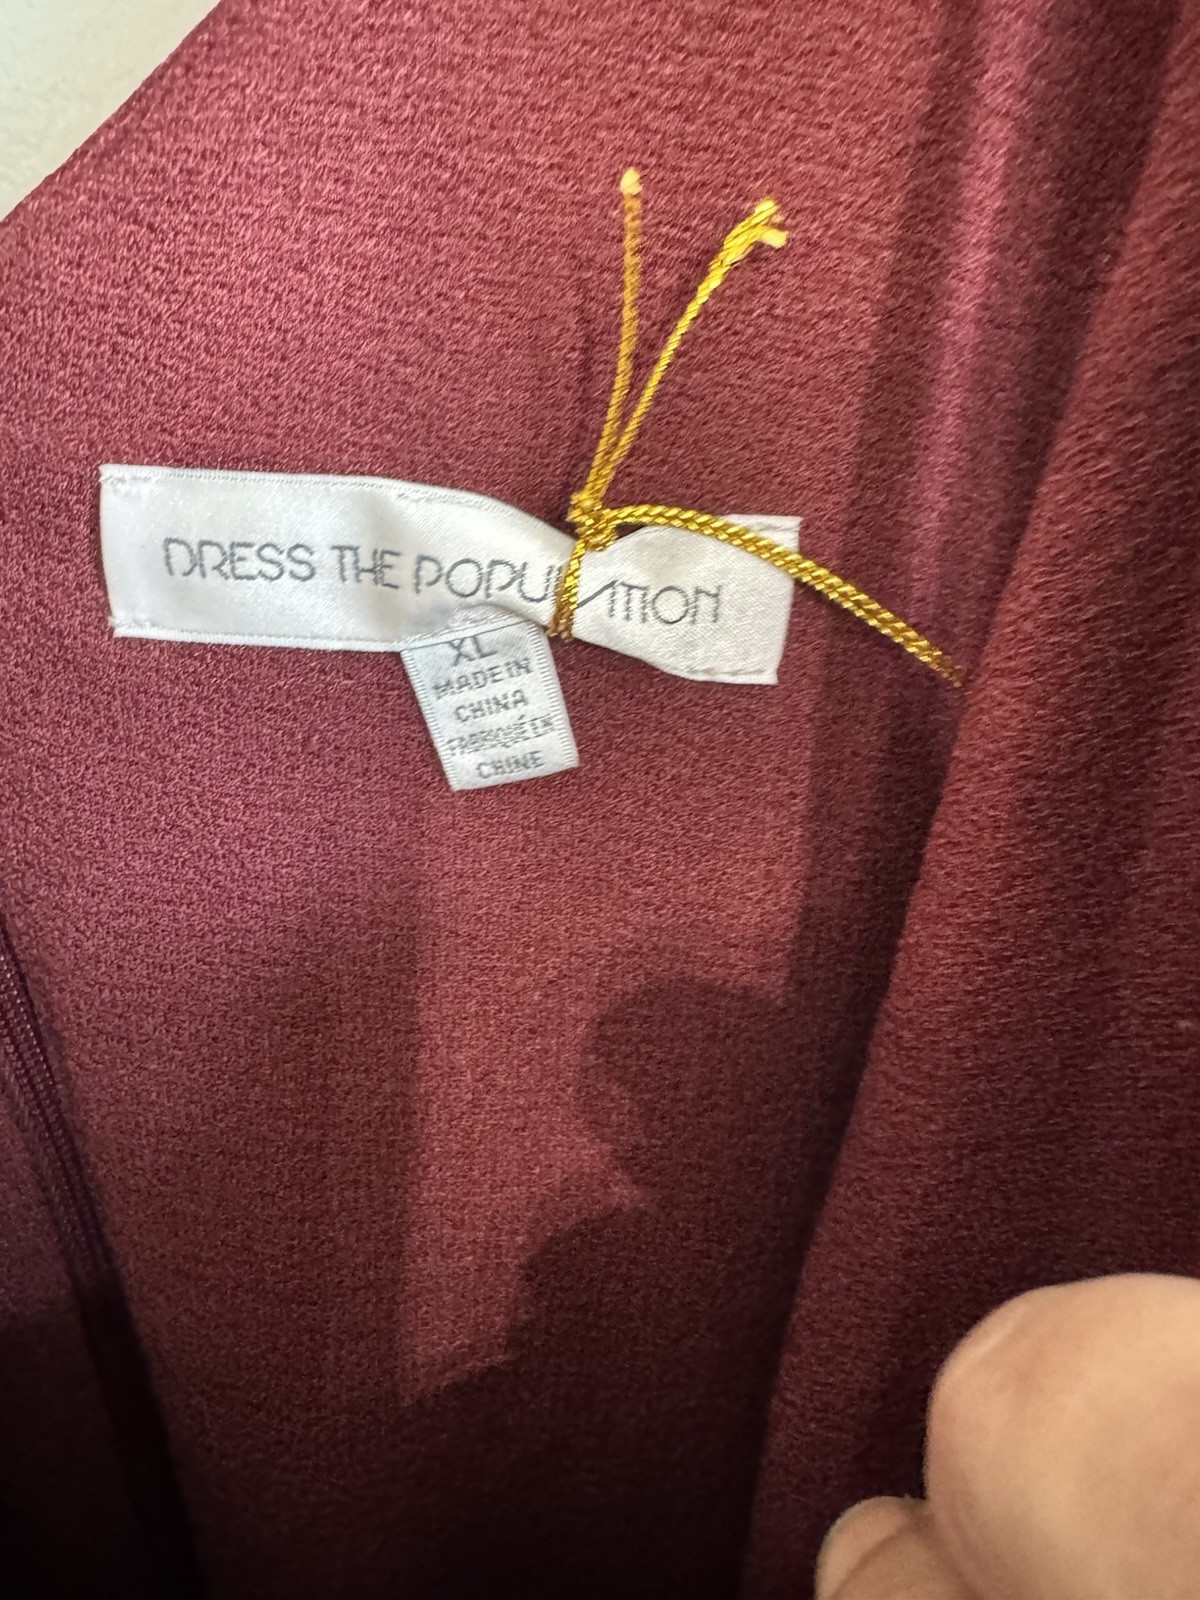 DRESS THE POPULATION
XL
MADE IN
CHINA
FABRIQUÉ EN
CHINE